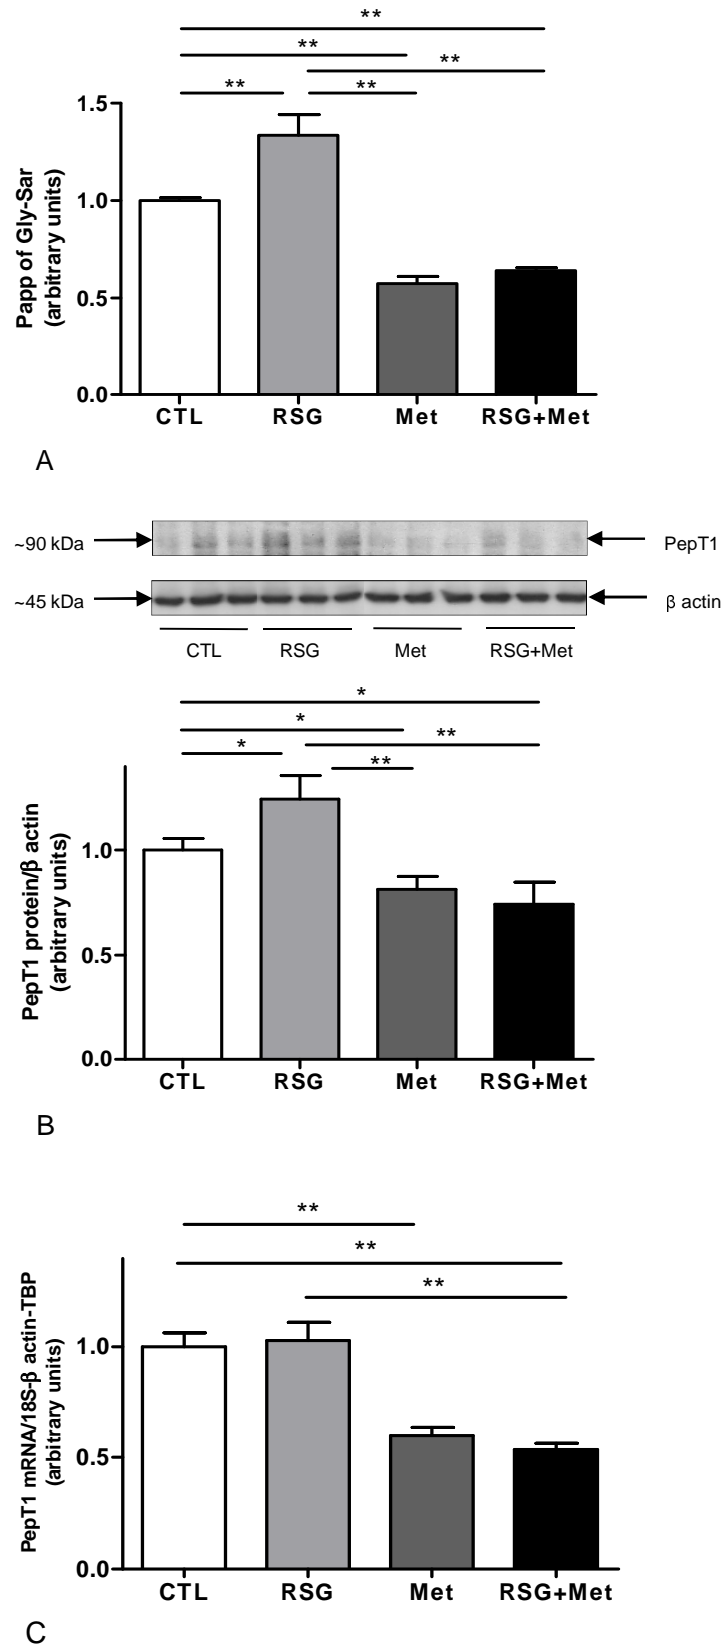 **
**
**
** **
1.5
1.0
0.5
0.0
Papp of Gly-Sar
(arbitrary units)
CTL RSG Met RSG+Met
A
~90 kDa PepT1
~45 kDa β actin
CTL RSG Met RSG+Met
*
*
* **
**
1.0
0.5
0.0
PepT1 protein/β actin
(arbitrary units)
CTL RSG Met RSG+Met
B
**
**
**
1.0
0.5
0.0
PepT1 mRNA/18S-β actin-TBP
(arbitrary units)
CTL RSG Met RSG+Met
C